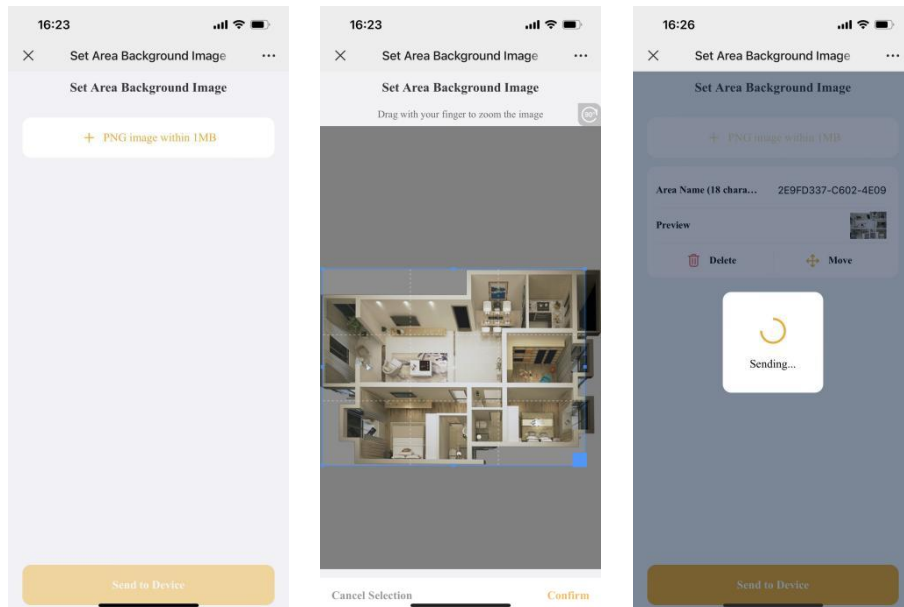 16:23
Set Area Background Image
Set Area Background Image
+ PNG image within 1MB
Send to Device
16:23
Set Area Background Image
Set Area Background Image
Drag with your finger to zoom the image
90°
Cancel Selection
Confirm
16:26
Set Area Background Image
Set Area Background Image
+ PNG image within 1MB
Area Name (18 chara... 2E9FD337-C602-4E09
Preview
Delete
Move
Sending...
Send to Device